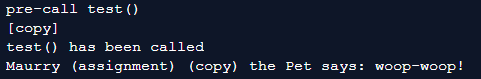 pre-call test()
[copy]
test() has been called
Maurry (assignment) (copy) the Pet says: woop-woop!